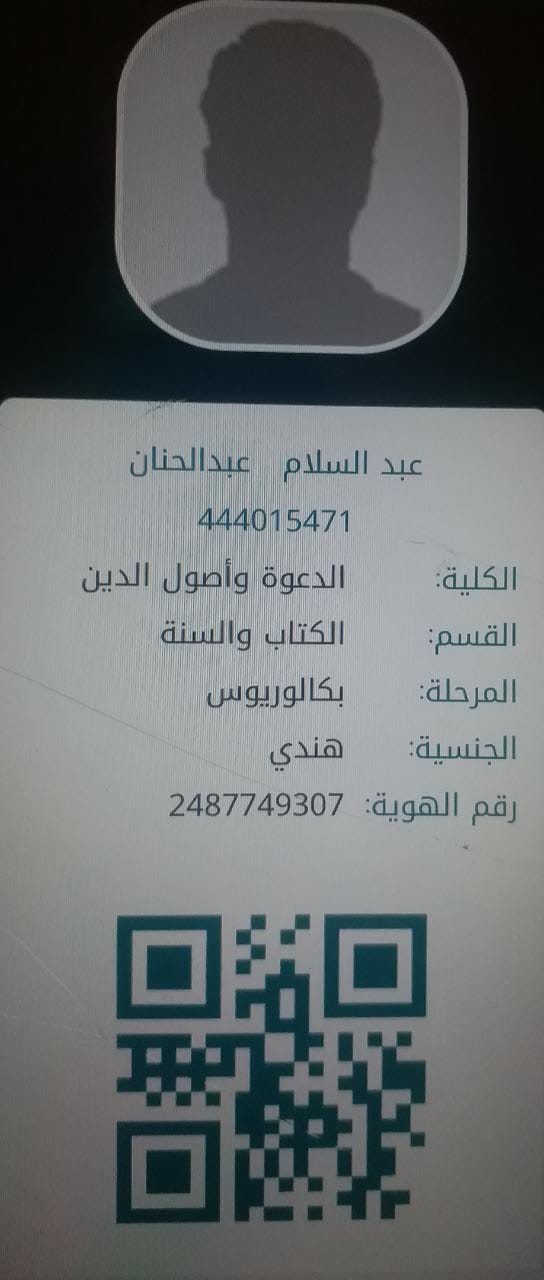 عبد السلام عبدالحنان
444015471
الكلية: الدعوة وأصول الدين
القسم: الكتاب والسنة
المرحلة: بكالوريوس
الجنسية: هندي
رقم الهوية: 2487749307